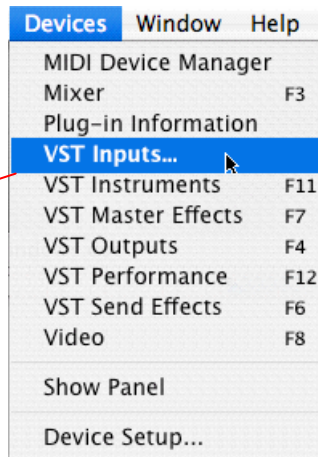 Devices Window Help
MIDI Device Manager
Mixer F3
Plug-in Information
VST Inputs...
VST Instruments F11
VST Master Effects F7
VST Outputs F4
VST Performance F12
VST Send Effects F6
Video F8
Show Panel
Device Setup...